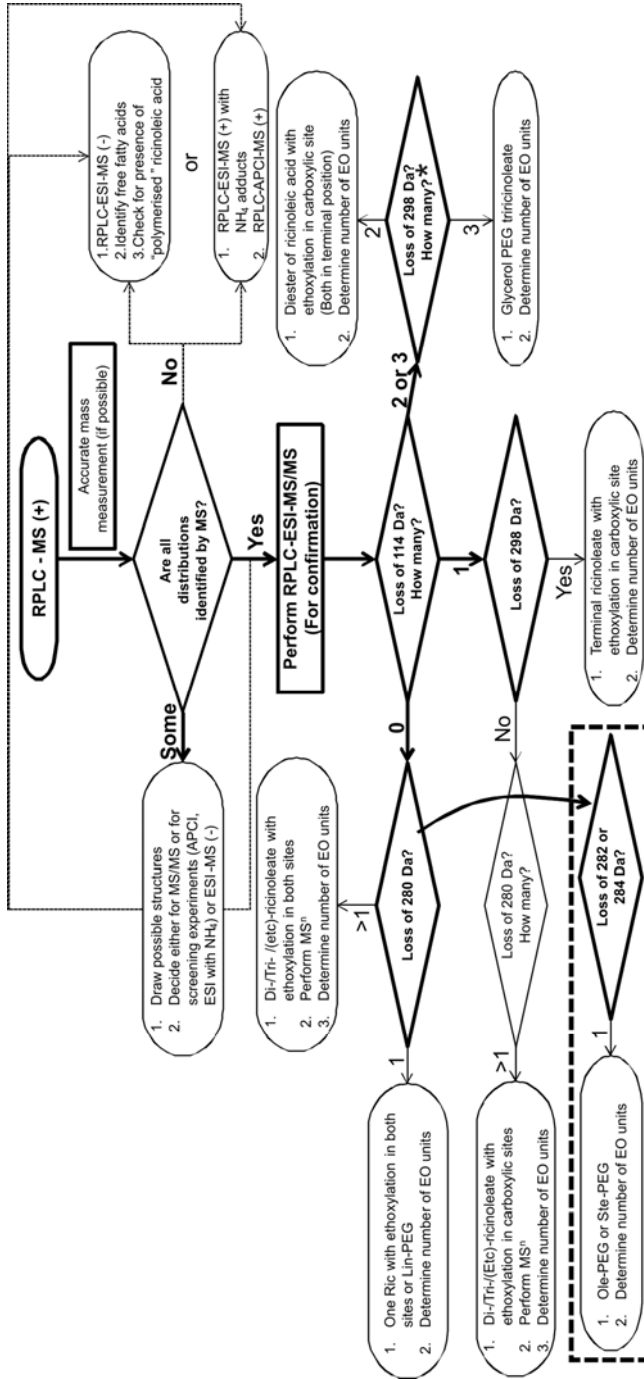 RPLC - MS (+)
Accurate mass
measurement (if possible)
Are all
distributions
identified by MS?
Some
No
Yes
1. Draw possible structures
2. Decide either for MS/MS or for
screening experiments (APCI,
ESI with NH₄) or ESI-MS (-)
1.RPLC-ESI-MS (-)
2.Identify free fatty acids
3.Check for presence of
"polymerised" ricinoleic acid
or
1. RPLC-ESI-MS (+) with
NH₄ adducts
2. RPLC-APCI-MS (+)
Perform RPLC-ESI-MS/MS
(For confirmation)
Loss of 114 Da?
How many?
0
1
2 or 3
Loss of 280 Da?
>1
1. Di-/Tri- /(etc)-ricinoleate with
ethoxylation in both sites
2. Perform MSⁿ
3. Determine number of EO units
1
1. One Ric with ethoxylation in both
sites or Lin-PEG
2. Determine number of EO units
Loss of 298 Da?
How many?*
2
1. Diester of ricinoleic acid with
ethoxylation in carboxylic site
(Both in terminal position)
2. Determine number of EO units
3
1. Glycerol PEG tricinoleate
2. Determine number of EO units
Loss of 298 Da?
No
Yes
1. Terminal ricinoleate with
ethoxylation in carboxylic site
2. Determine number of EO units
Loss of 280 Da?
How many?
>1
1. Di-/Tri-/(Etc)-ricinoleate with
ethoxylation in carboxylic sites
2. Perform MSⁿ
3. Determine number of EO units
Loss of 282 or
284 Da?
1
1. Ole-PEG or Ste-PEG
2. Determine number of EO units